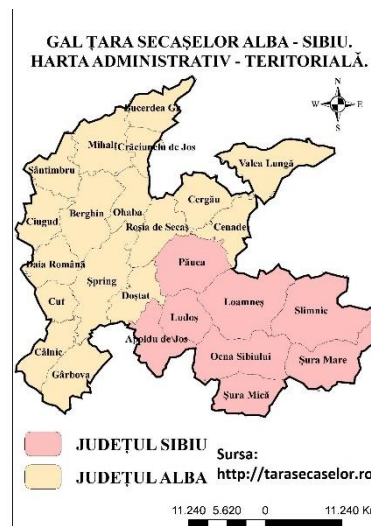 GAL ȚARA SECAȘELOR ALBA - SIBIU.
HARTA ADMINISTRATIV - TERITORIALĂ.
N
W E
S
Bucerdea Gr.
Mihalț
Crăciunelu de Jos
Sântimbru
Valea Lungă
Cergău
Ciugud
Berghin
Ohaba
Roșia de Secaș
Cenade
Daia Română
Păuca
Șpring
Cut
Doștat
Loamneș
Slimnic
Ludoș
Apoldu de Jos
Câlnic
Ocna Sibiului
Șura Mare
Gârbova
Șura Mică
JUDEȚUL SIBIU
JUDEȚUL ALBA
Sursa:
http://tarasecaselor.ro
11.240 5.620 0 11.240 K